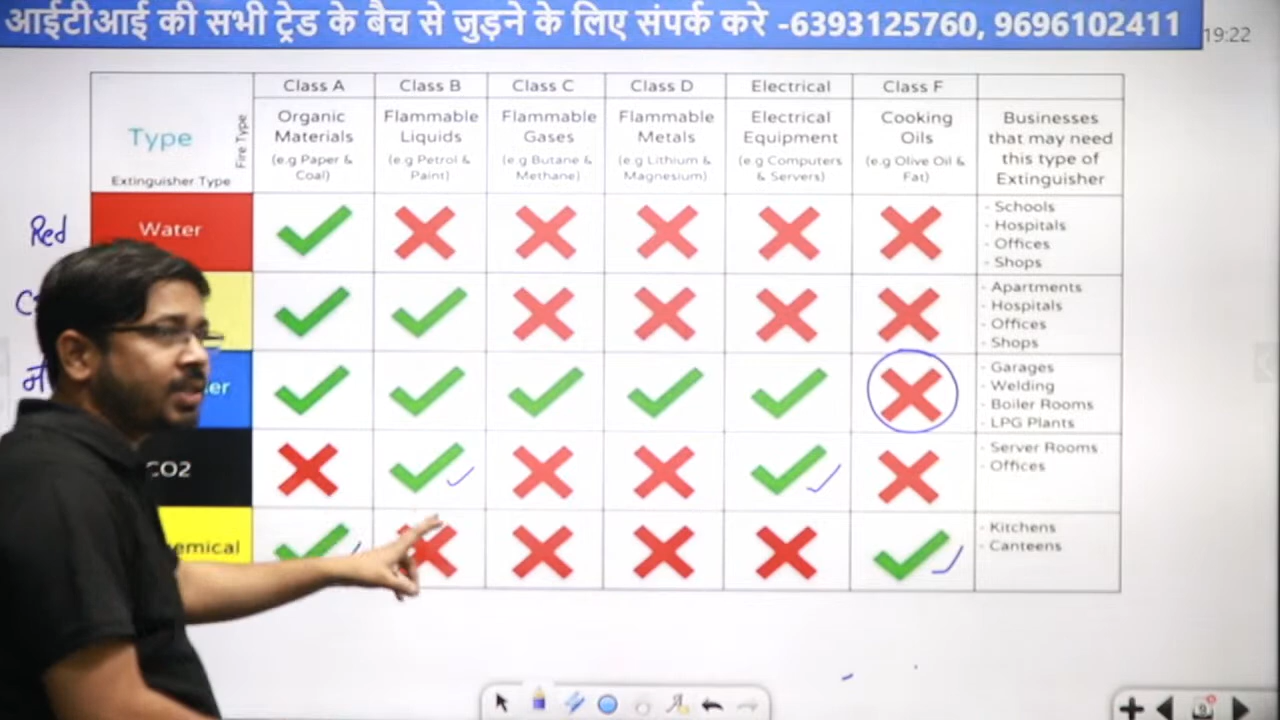 आईटीआई की सभी ट्रेड के बैच से जुड़ने के लिए संपर्क करे -6393125760, 9696102411
19:22
Class A Class B Class C Class D Electrical Class F
Type
Fire Type
Extinguisher Type
Organic Materials (e.g Paper & Coal)
Flammable Liquids (e.g Petrol & Paint)
Flammable Gases (e.g Butane & Methane)
Flammable Metals (e.g Lithium & Magnesium)
Electrical Equipment (e.g Computers & Servers)
Cooking Oils (e.g Olive Oil & Fat)
Businesses that may need this type of Extinguisher
Red
Water
- Schools
- Hospitals
- Offices
- Shops
- Apartments
- Hospitals
- Offices
- Shops
er
- Garages
- Welding
- Boiler Rooms
- LPG Plants
CO2
- Server Rooms
- Offices
emical
- Kitchens
- Canteens